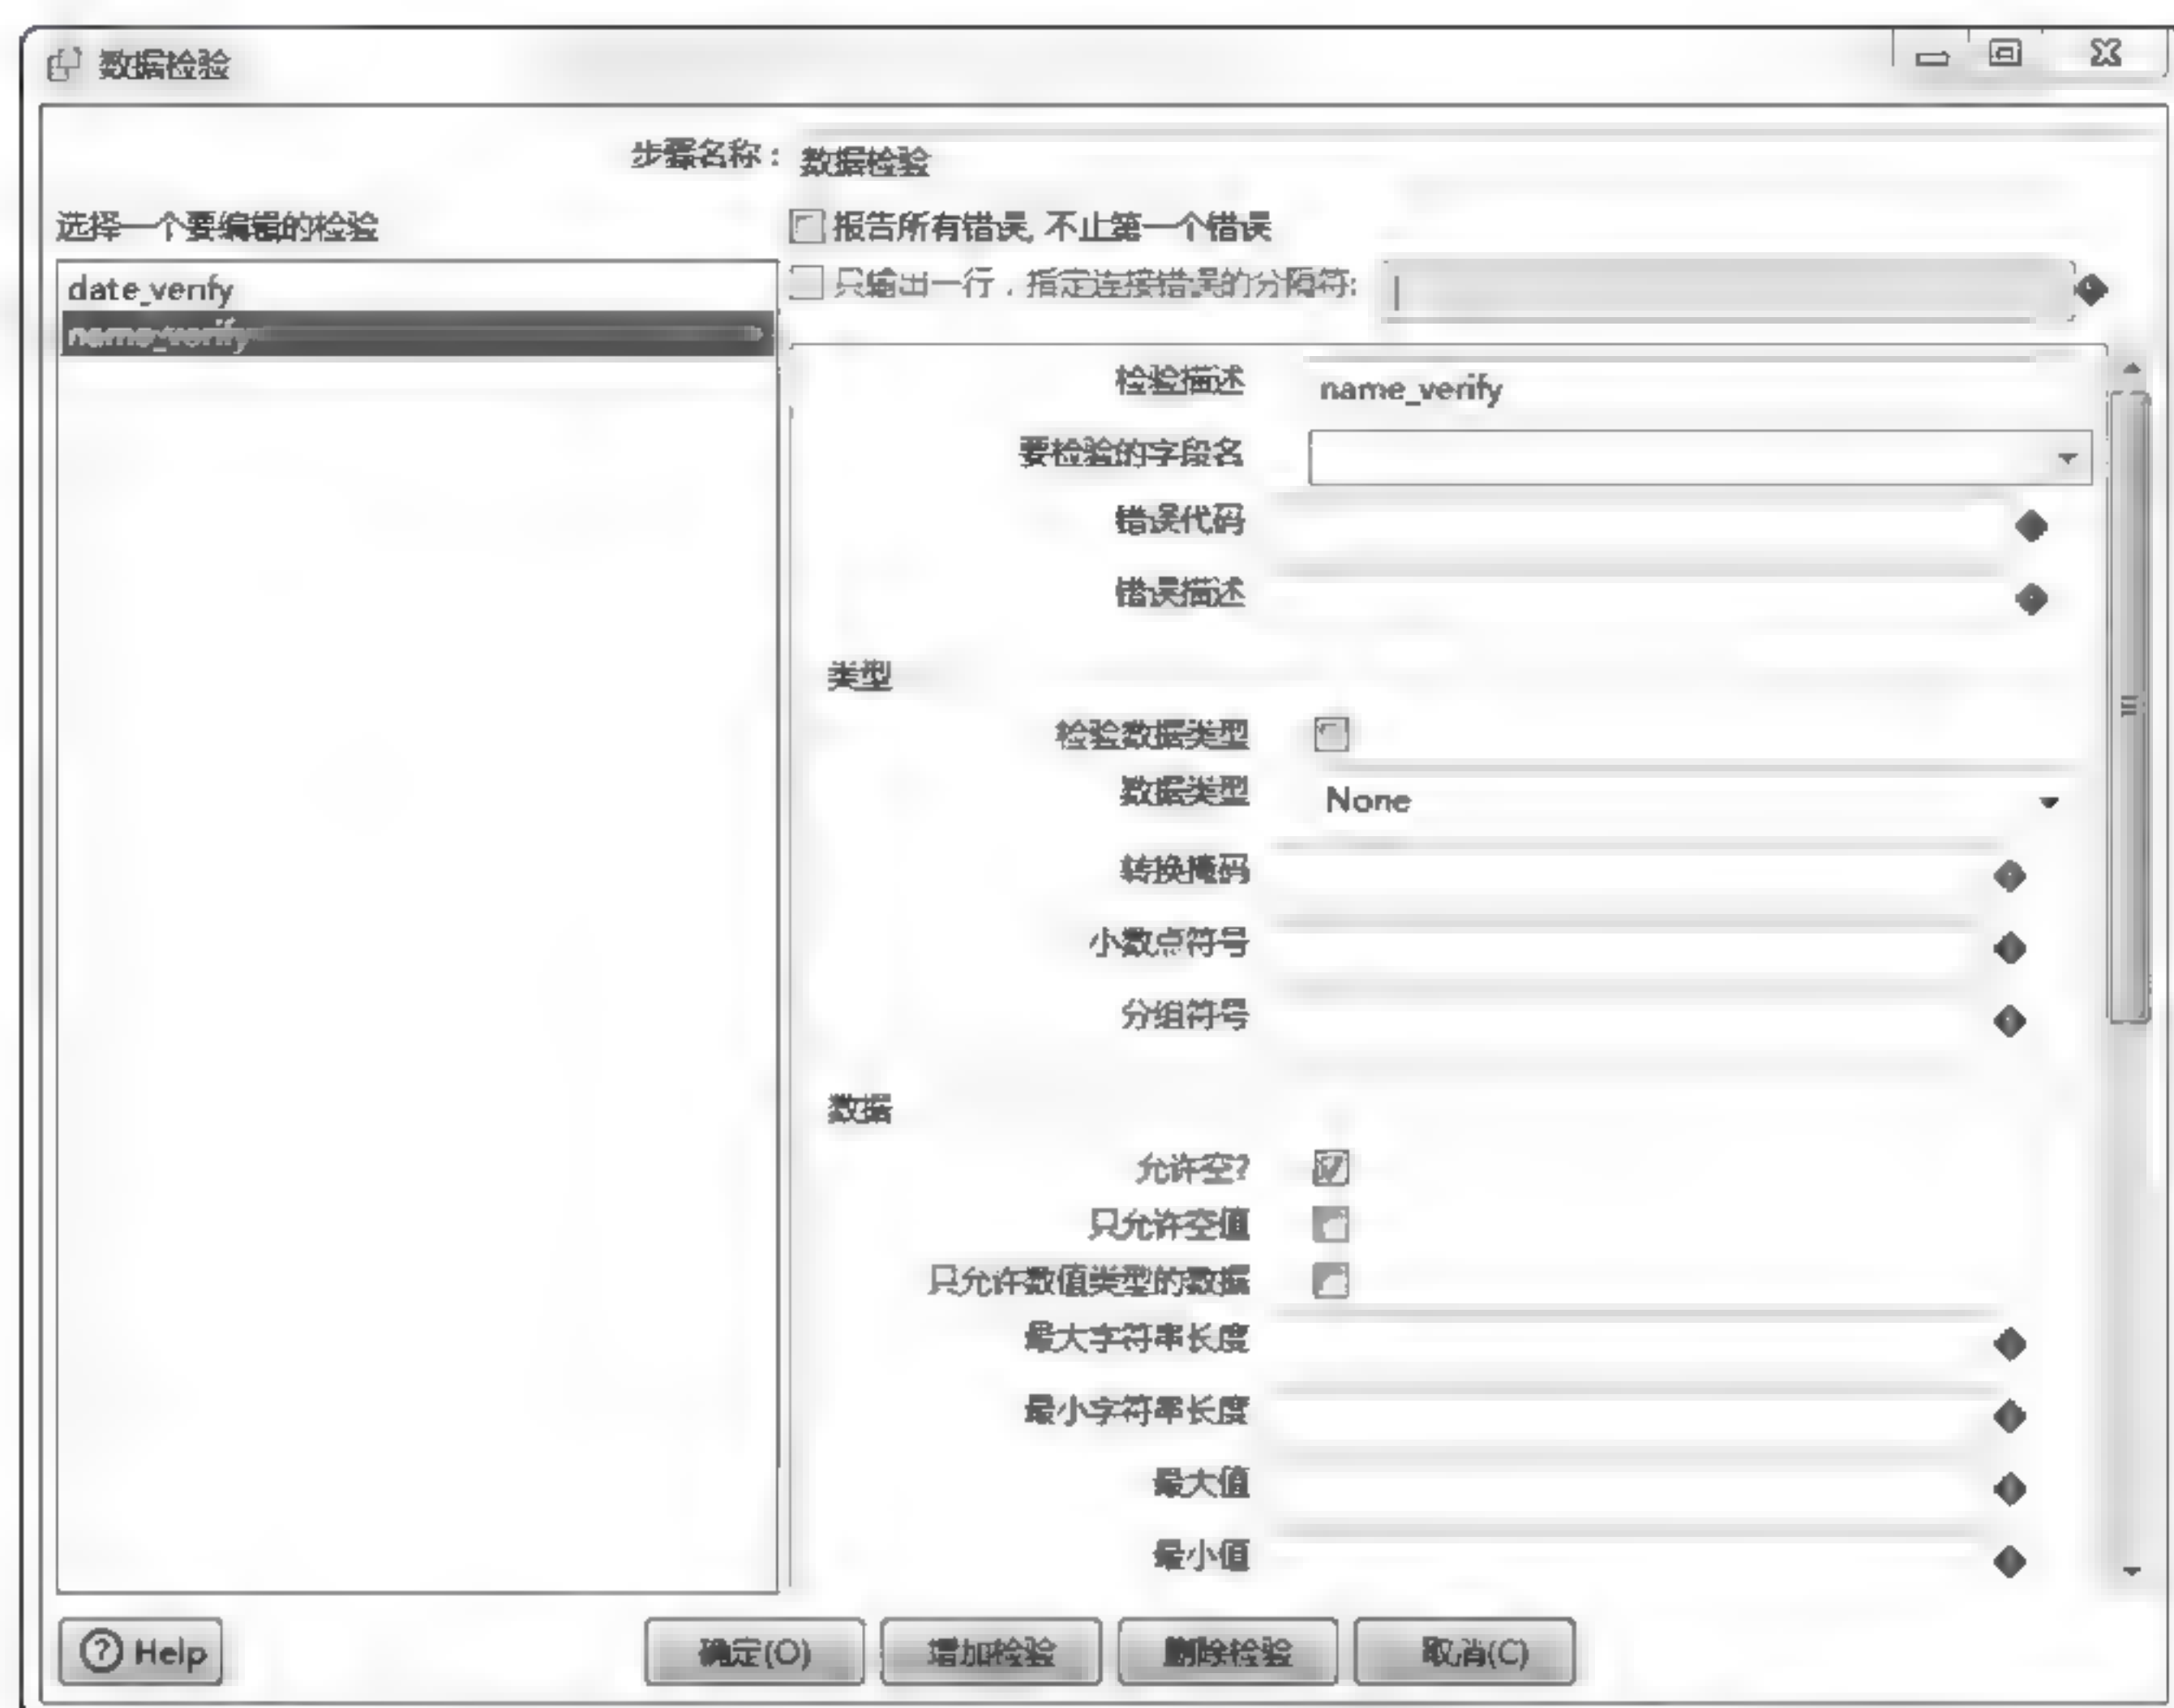 数据检验
步骤名称： 数据检验
选择一个要编辑的检验
报告所有错误, 不止第一个错误
只输出一行，指定连接错误的分隔符:
date_verify
name_verify
检验描述 name_verify
要检验的字段名
错误代码
错误描述
类型
检验数据类型
数据类型 None
转换掩码
小数点符号
分组符号
数据
允许空?
只允许空值
只允许数值类型的数据
最大字符串长度
最小字符串长度
最大值
最小值
Help 确定(O) 增加检验 删除检验 取消(C)